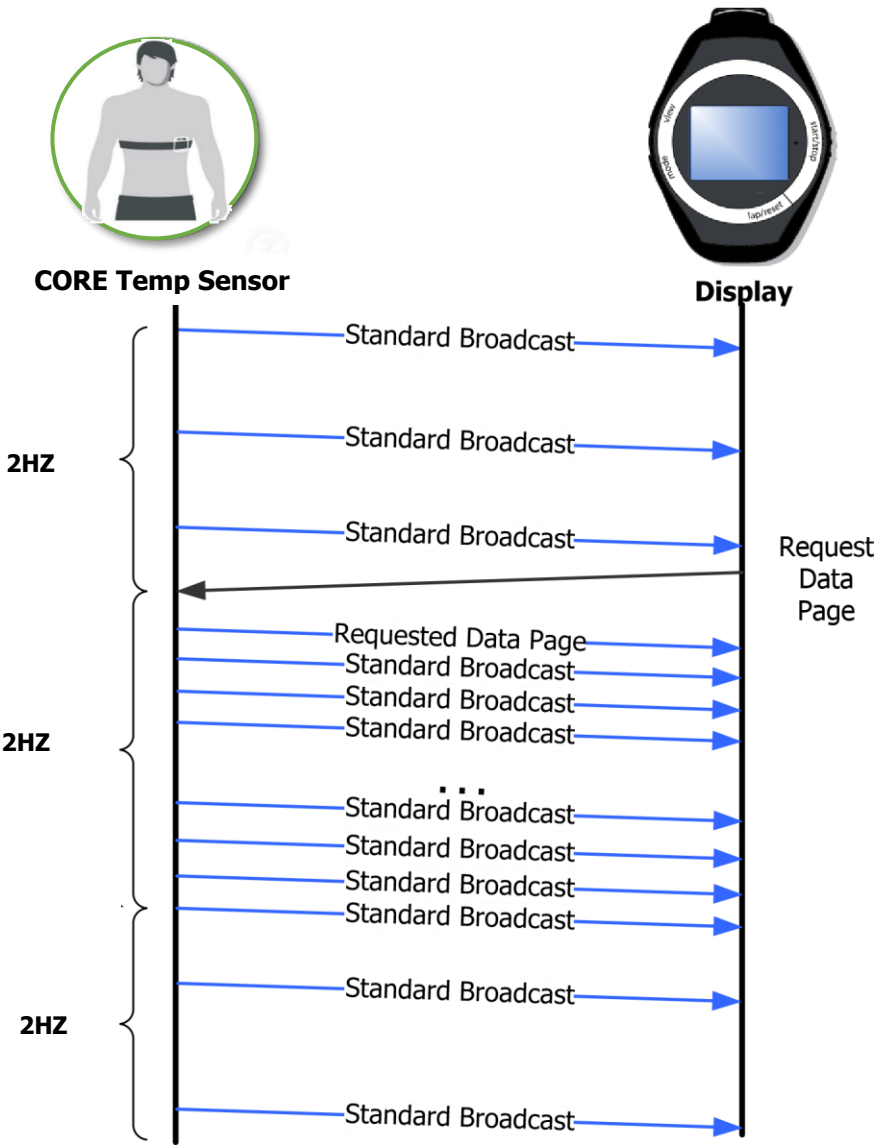 view
start/stop
mode
lap/reset
CORE Temp Sensor
Display
Standard Broadcast
Standard Broadcast
2HZ
Standard Broadcast
Request
Data
Page
Requested Data Page
Standard Broadcast
Standard Broadcast
Standard Broadcast
2HZ
...
Standard Broadcast
Standard Broadcast
Standard Broadcast
Standard Broadcast
Standard Broadcast
2HZ
Standard Broadcast